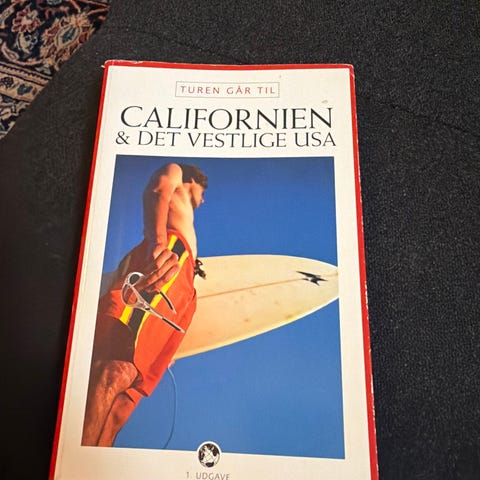 TUREN GÅR TIL
CALIFORNIEN
& DET VESTLIGE USA
1. UDGAVE